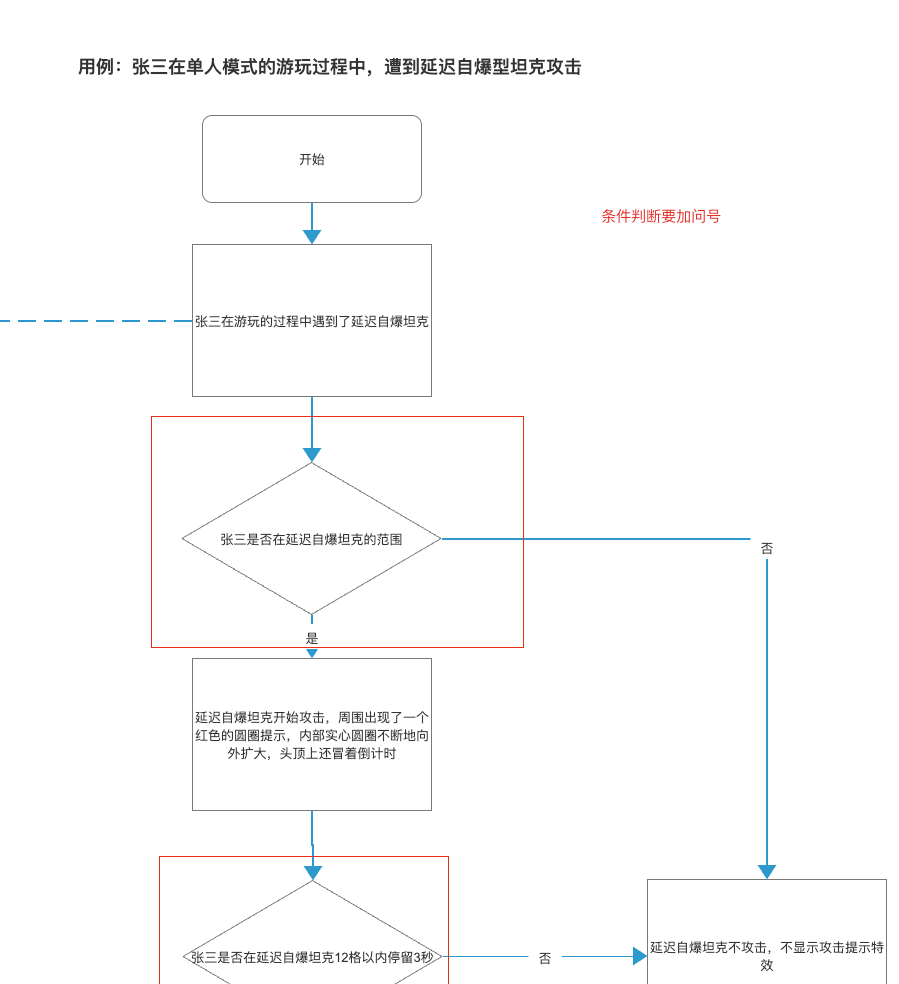 用例：张三在单人模式的游玩过程中，遭到延迟自爆型坦克攻击
开始
条件判断要加问号
张三在游玩的过程中遇到了延迟自爆坦克
张三是否在延迟自爆坦克的范围
否
是
延迟自爆坦克开始攻击，周围出现了一个
红色的圆圈提示，内部实心圆圈不断地向
外扩大，头顶上还冒着倒计时
张三是否在延迟自爆坦克12格以内停留3秒
否
延迟自爆坦克不攻击，不显示攻击提示特
效